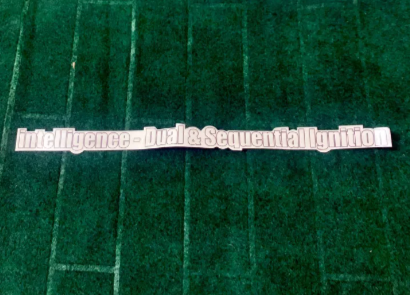 intelligence - Dual & Sequential Ignition